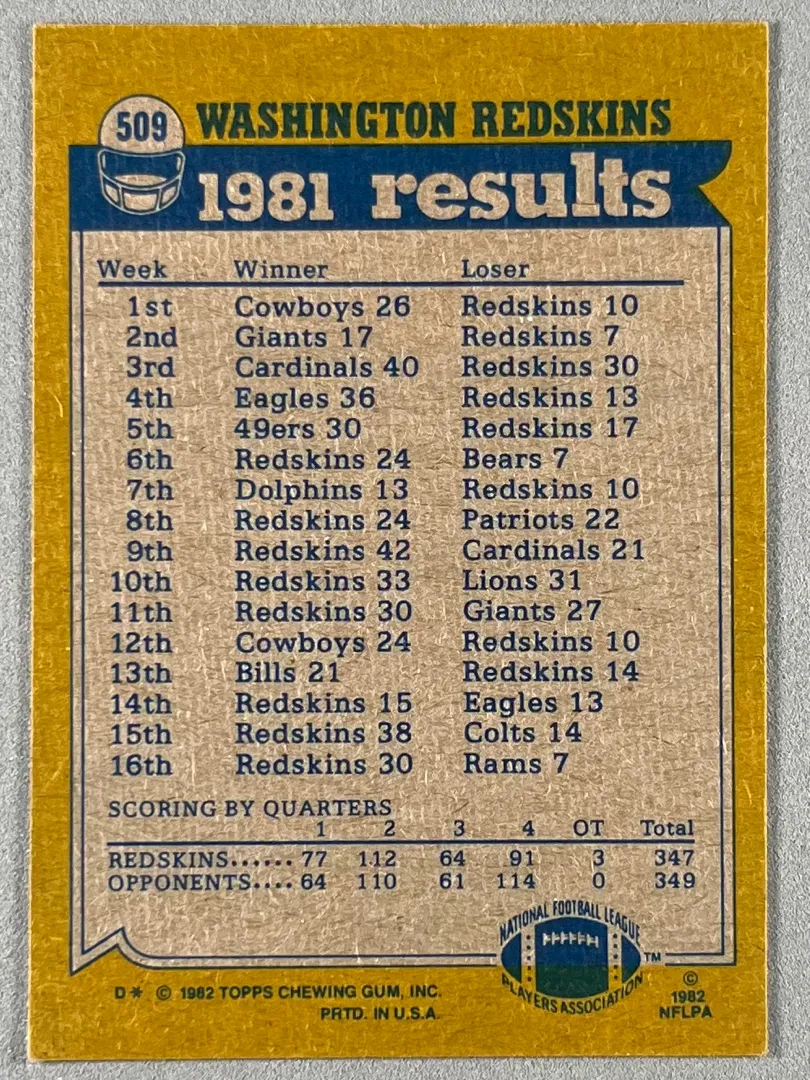 509 WASHINGTON REDSKINS
1981 results
Week Winner Loser
1st Cowboys 26 Redskins 10
2nd Giants 17 Redskins 7
3rd Cardinals 40 Redskins 30
4th Eagles 36 Redskins 13
5th 49ers 30 Redskins 17
6th Redskins 24 Bears 7
7th Dolphins 13 Redskins 10
8th Redskins 24 Patriots 22
9th Redskins 42 Cardinals 21
10th Redskins 33 Lions 31
11th Redskins 30 Giants 27
12th Cowboys 24 Redskins 10
13th Bills 21 Redskins 14
14th Redskins 15 Eagles 13
15th Redskins 38 Colts 14
16th Redskins 30 Rams 7
SCORING BY QUARTERS
1 2 3 4 OT Total
REDSKINS...... 77 112 64 91 3 347
OPPONENTS.... 64 110 61 114 0 349
NATIONAL FOOTBALL LEAGUE
PLAYERS ASSOCIATION
TM
D* © 1982 TOPPS CHEWING GUM, INC.
PRTD. IN U.S.A.
©
1982
NFLPA